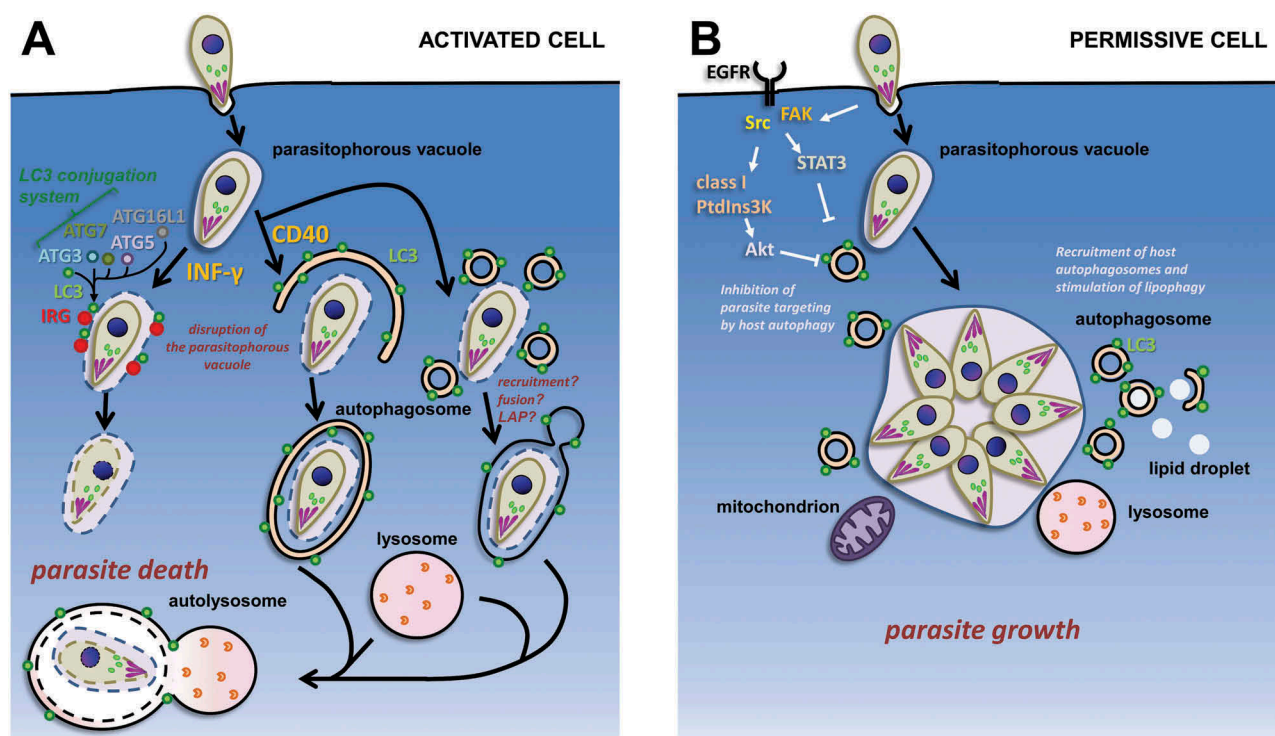 A
ACTIVATED CELL
parasitophorous vacuole
LC3 conjugation
system
ATG16L1
ATG7
ATG5
ATG3
LC3
IRG
INF-γ
CD40
LC3
disruption of
the parasitophorous
vacuole
recruitment?
fusion?
LAP?
autophagosome
lysosome
parasite death
autolysosome
B
PERMISSIVE CELL
EGFR
Src
FAK
STAT3
class I
PtdIns3K
Akt
parasitophorous vacuole
Inhibition of
parasite targeting
by host autophagy
Recruitment of host
autophagosomes and
stimulation of lipophagy
autophagosome
LC3
lipid droplet
mitochondrion
lysosome
parasite growth